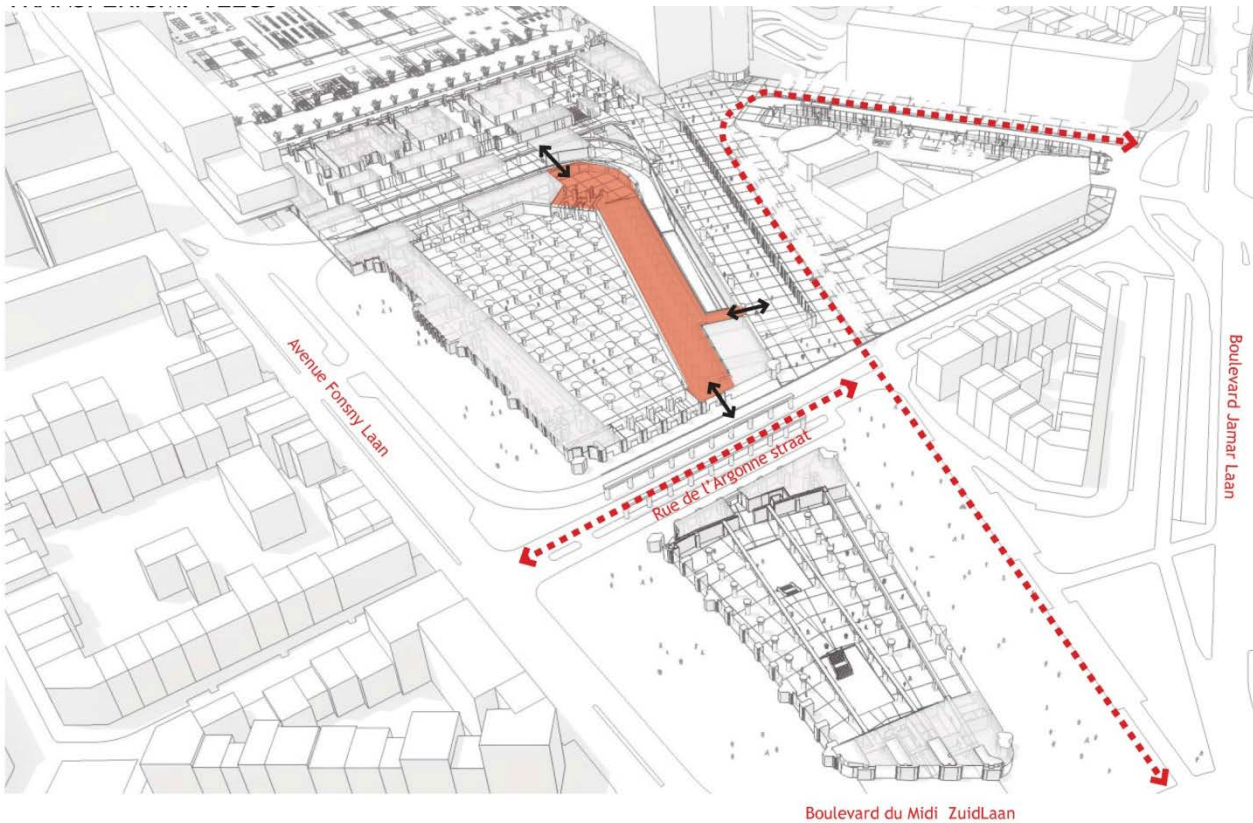 Avenue Fonsny Laan
Rue de l'Argonne straat
Boulevard Jamar Laan
Boulevard du Midi ZuidLaan